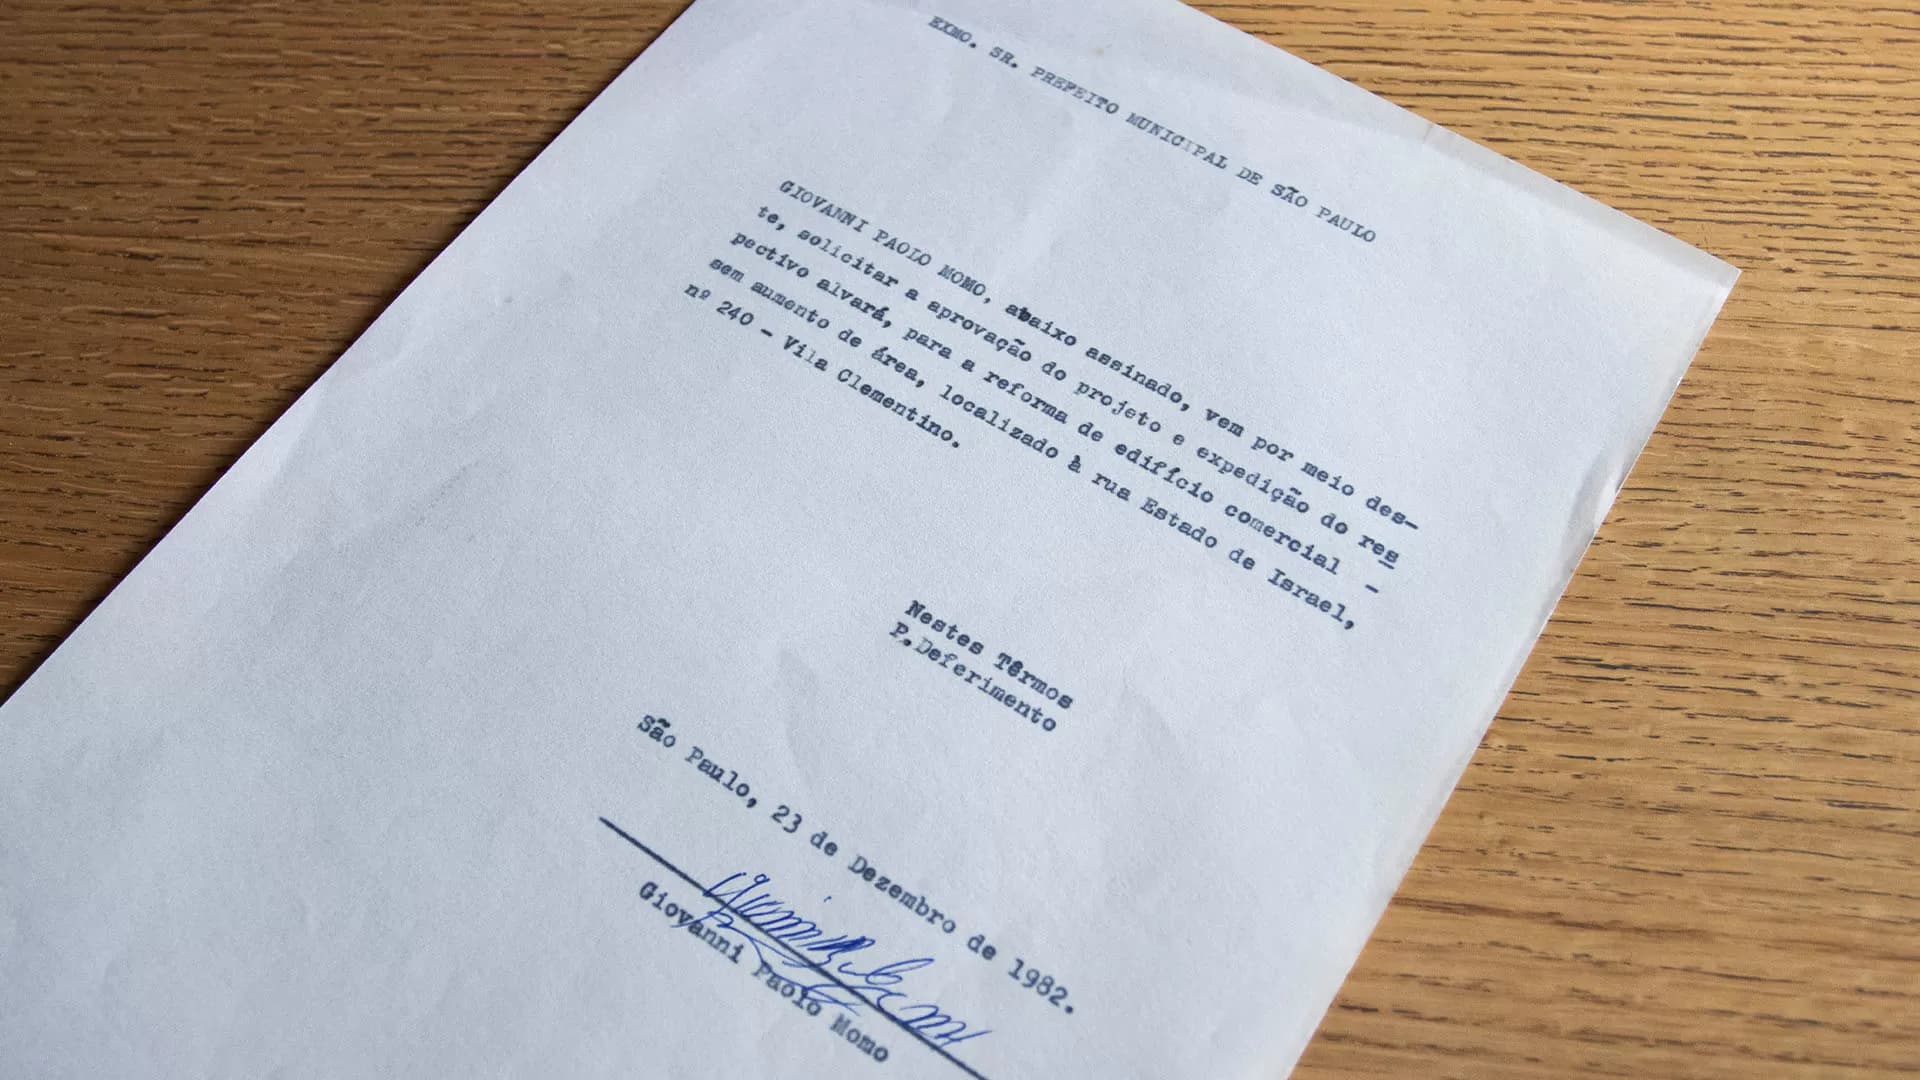 EXMO. SR. PREFEITO MUNICIPAL DE SÃO PAULO
GIOVANNI PAOLO MOMO, abaixo assinado, vem por meio des-
te, solicitar a aprovação do projeto e expedição do res
pectivo alvará, para a reforma de edifício comercial -
sem aumento de área, localizado à rua Estado de Israel,
nº 240 - Vila Clementino.
Nestes Têrmos
P.Deferimento
São Paulo, 23 de Dezembro de 1982.
Giovanni Paolo Momo